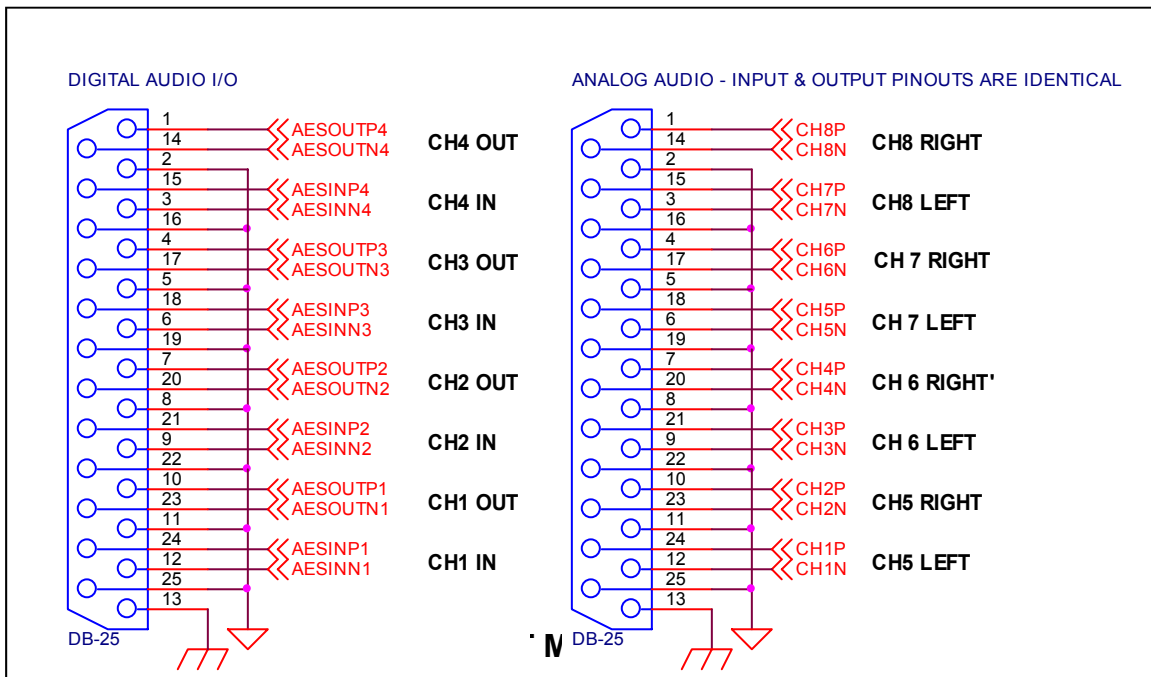 DIGITAL AUDIO I/O
1 AESOUTP4
14 AESOUTN4
CH4 OUT
2
15 AESINP4
3 AESINN4
CH4 IN
16
4 AESOUTP3
17 AESOUTN3
CH3 OUT
5
18 AESINP3
6 AESINN3
CH3 IN
19
7 AESOUTP2
20 AESOUTN2
CH2 OUT
8
21 AESINP2
9 AESINN2
CH2 IN
22
10 AESOUTP1
23 AESOUTN1
CH1 OUT
11
24 AESINP1
12 AESINN1
CH1 IN
25
13
DB-25
ANALOG AUDIO - INPUT & OUTPUT PINOUTS ARE IDENTICAL
1 CH8P
14 CH8N
CH8 RIGHT
2
15 CH7P
3 CH7N
CH8 LEFT
16
4 CH6P
17 CH6N
CH 7 RIGHT
5
18 CH5P
6 CH5N
CH 7 LEFT
19
7 CH4P
20 CH4N
CH 6 RIGHT'
8
21 CH3P
9 CH3N
CH 6 LEFT
22
10 CH2P
23 CH2N
CH5 RIGHT
11
24 CH1P
12 CH1N
CH5 LEFT
25
13
DB-25